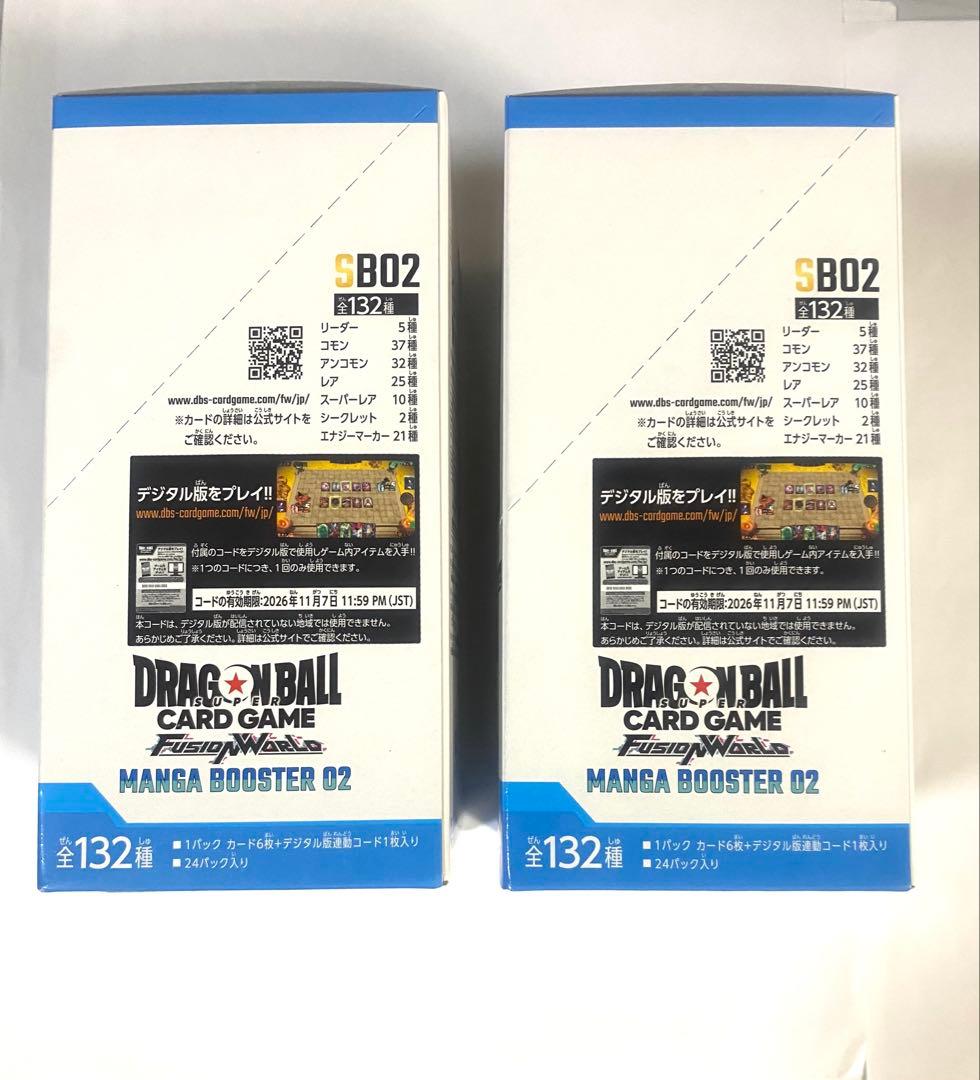 SB02
全132種
リーダー 5種
コモン 37種
アンコモン 32種
レア 25種
スーパーレア 10種
シークレット 2種
エナジーマーカー 21種
www.dbs-cardgame.com/fw/jp/
※カードの詳細は公式サイトを
ご確認ください。
デジタル版をプレイ!!
www.dbs-cardgame.com/fw/jp/
付属のコードをデジタル版で使用しゲーム内アイテムを入手!!
※1つのコードにつき、1回のみ使用できます。
コードの有効期限:2026年11月7日 11:59 PM (JST)
本コードは、デジタル版が配信されていない地域では使用できません。
あらかじめご了承ください。詳細は公式サイトでご確認ください。
DRAGON BALL
SUPER
CARD GAME
FUSION WORLD
MANGA BOOSTER 02
全132種
■1パック カード6枚+デジタル版連動コード1枚入り
■24パック入り
SB02
全132種
リーダー 5種
コモン 37種
アンコモン 32種
レア 25種
スーパーレア 10種
シークレット 2種
エナジーマーカー 21種
www.dbs-cardgame.com/fw/jp/
※カードの詳細は公式サイトを
ご確認ください。
デジタル版をプレイ!!
www.dbs-cardgame.com/fw/jp/
付属のコードをデジタル版で使用しゲーム内アイテムを入手!!
※1つのコードにつき、1回のみ使用できます。
コードの有効期限:2026年11月7日 11:59 PM (JST)
本コードは、デジタル版が配信されていない地域では使用できません。
あらかじめご了承ください。詳細は公式サイトでご確認ください。
DRAGON BALL
SUPER
CARD GAME
FUSION WORLD
MANGA BOOSTER 02
全132種
■1パック カード6枚+デジタル版連動コード1枚入り
■24パック入り